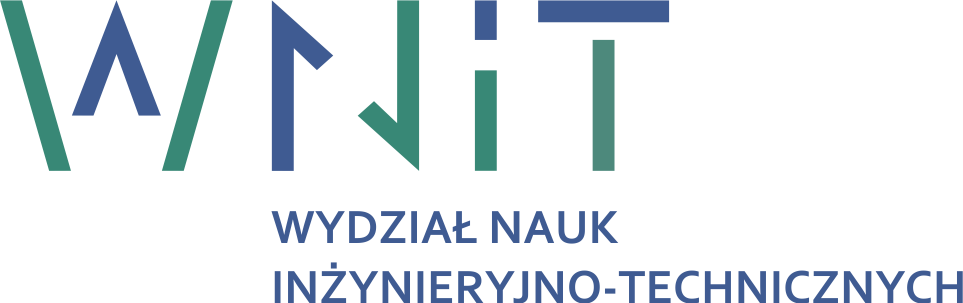 WNiT
WYDZIAŁ NAUK
INŻYNIERYJNO-TECHNICZNYCH